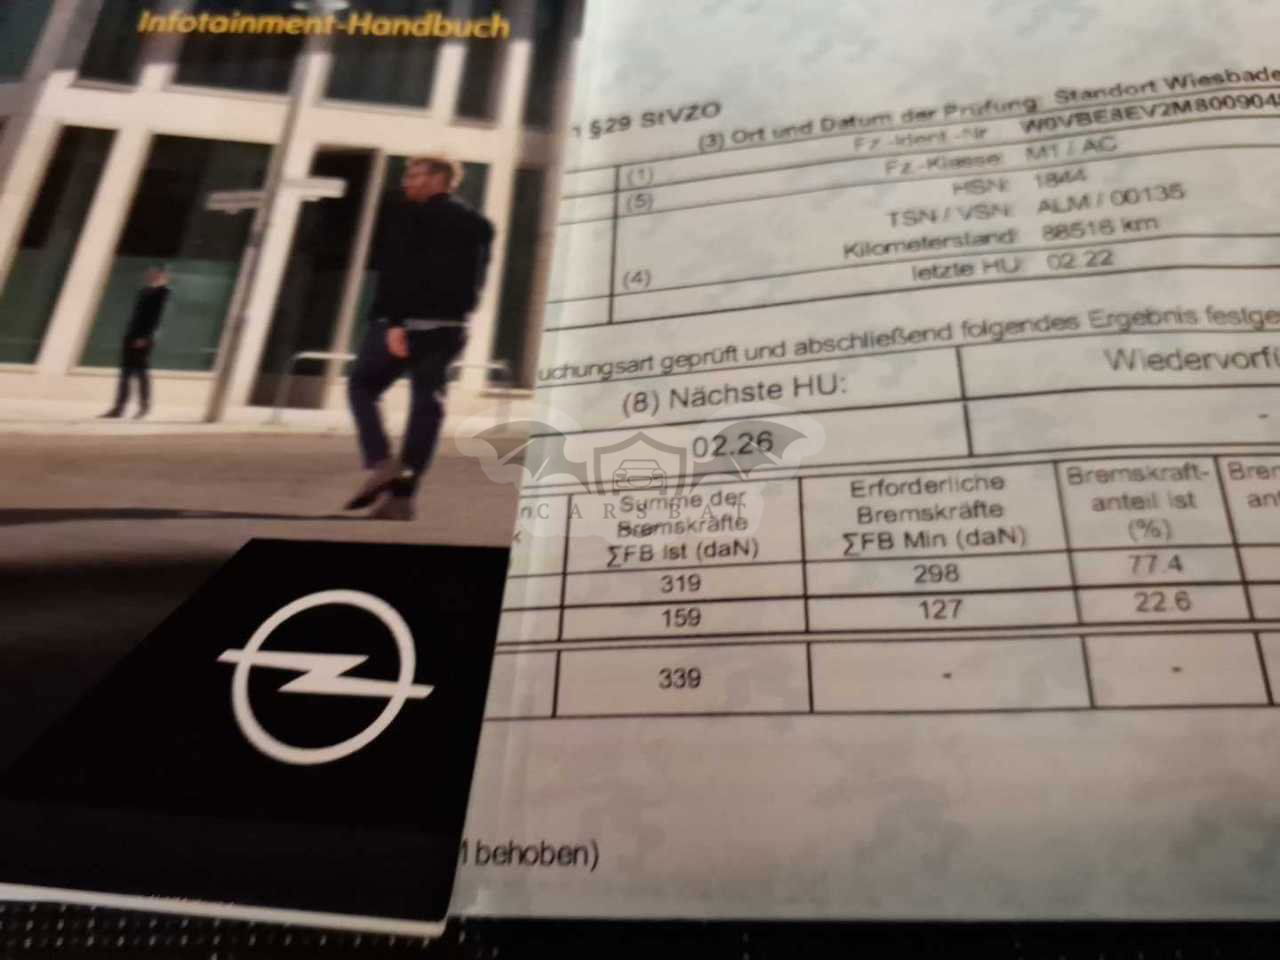 Infotainment-Handbuch
§29 StVZO
(3) Ort und Datum der Prüfung: Standort Wiesbade
Fz.-Ident.-Nr.: W0VBE8EV2M800904
(1)
Fz.-Klasse: M1 / AC
(5)
HSN: 1844
TSN / VSN: ALM / 00135
Kilometerstand: 88516 km
(4)
letzte HU: 02.22
uchungsart geprüft und abschließend folgendes Ergebnis festge
(8) Nächste HU:
Wiedervorf
02.26
-
CARSBAT
Summe der Bremskräfte ∑FB Ist (daN)
Erforderliche Bremskräfte ∑FB Min (daN)
Bremskraft-anteil ist (%)
Bre
an
319 298 77.4
159 127 22.6
339 - -
behoben)